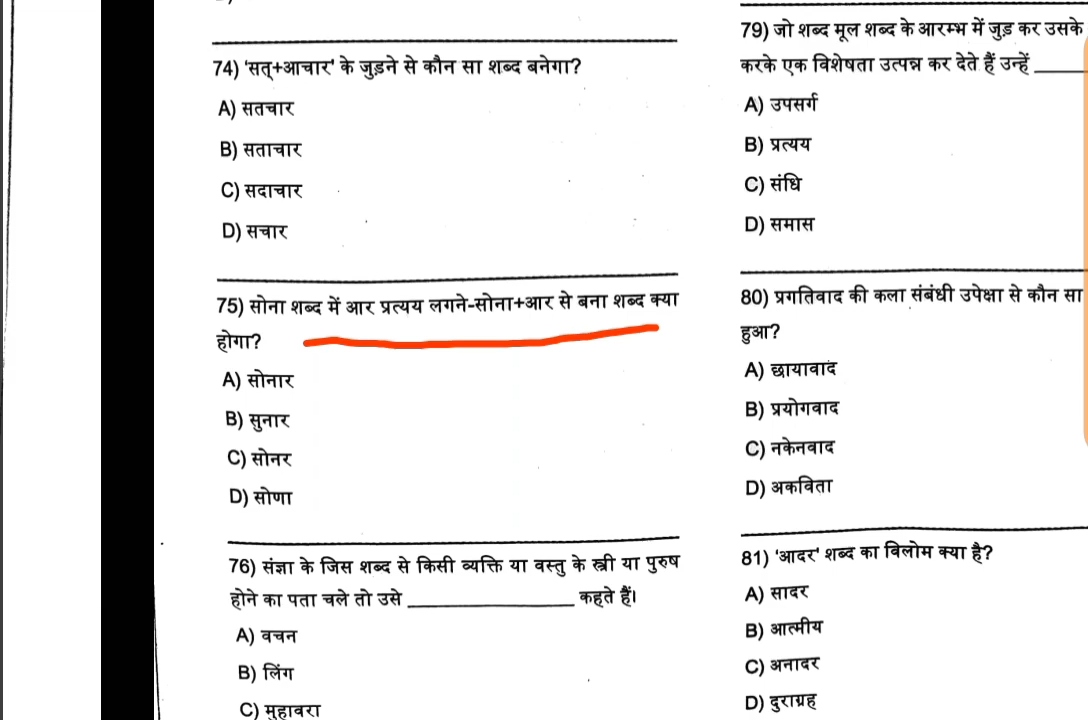 74) 'सत्+आचार' के जुड़ने से कौन सा शब्द बनेगा?
A) सतचार
B) सताचार
C) सदाचार
D) सचार
75) सोना शब्द में आर प्रत्यय लगने-सोना+आर से बना शब्द क्या
होगा?
A) सोनार
B) सुनार
C) सोनर
D) सोणा
76) संज्ञा के जिस शब्द से किसी व्यक्ति या वस्तु के स्त्री या पुरुष
होने का पता चले तो उसे ______________ कहते हैं।
A) वचन
B) लिंग
C) मुहावरा
79) जो शब्द मूल शब्द के आरम्भ में जुड़ कर उसके
करके एक विशेषता उत्पन्न कर देते हैं उन्हें ____
A) उपसर्ग
B) प्रत्यय
C) संधि
D) समास
80) प्रगतिवाद की कला संबंधी उपेक्षा से कौन सा
हुआ?
A) छायावाद
B) प्रयोगवाद
C) नकेनवाद
D) अकविता
81) 'आदर' शब्द का विलोम क्या है?
A) सादर
B) आत्मीय
C) अनादर
D) दुराग्रह